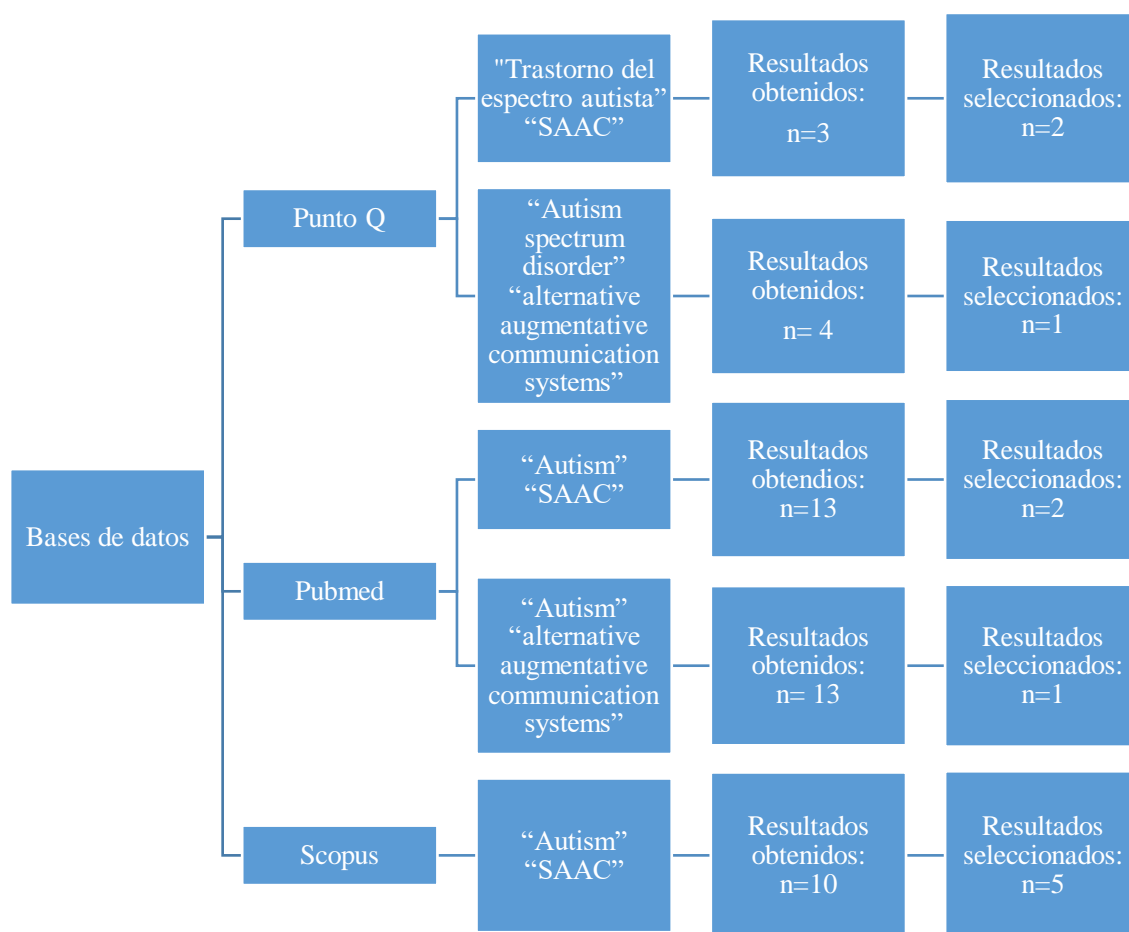 Bases de datos
Punto Q
"Trastorno del
espectro autista”
“SAAC”
Resultados
obtenidos:
n=3
Resultados
seleccionados:
n=2
“Autism
spectrum
disorder”
“alternative
augmentative
communication
systems”
Resultados
obtenidos:
n= 4
Resultados
seleccionados:
n=1
Pubmed
“Autism”
“SAAC”
Resultados
obtendios:
n=13
Resultados
seleccionados:
n=2
“Autism”
“alternative
augmentative
communication
systems”
Resultados
obtenidos:
n= 13
Resultados
seleccionados:
n=1
Scopus
“Autism”
“SAAC”
Resultados
obtenidos:
n=10
Resultados
seleccionados:
n=5